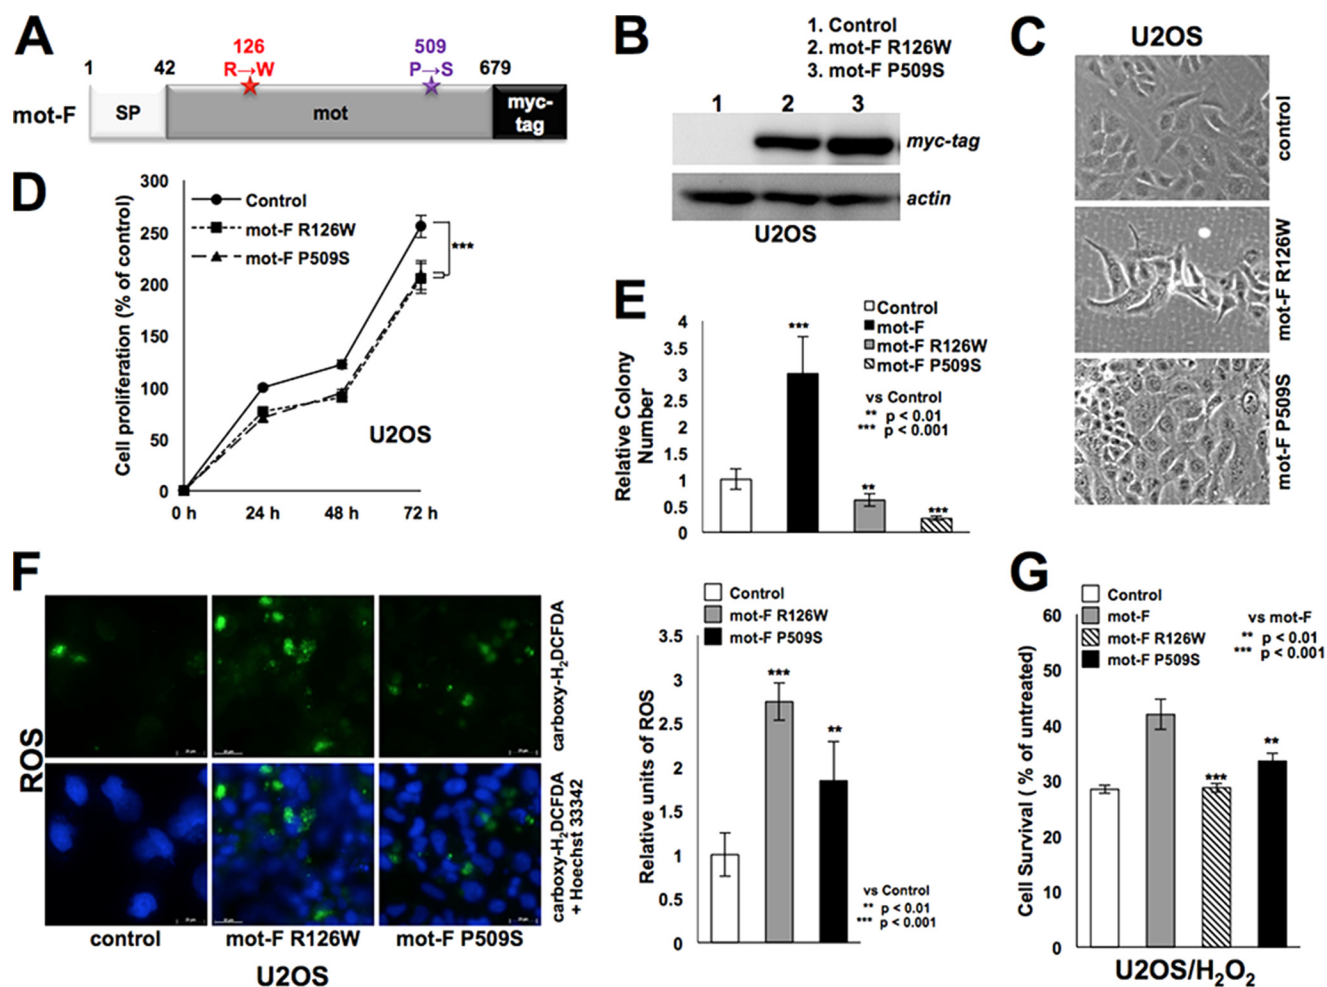 A
126
R→W
509
P→S
1
42
679
mot-F
SP
mot
myc-
tag
B
1. Control
2. mot-F R126W
3. mot-F P509S
1 2 3
myc-tag
actin
U2OS
C
U2OS
control
mot-F R126W
mot-F P509S
D
Cell proliferation (% of control)
300
250
200
150
100
50
0
0 h 24 h 48 h 72 h
Control
mot-F R126W
mot-F P509S
***
U2OS
E
Relative Colony
Number
4
3.5
3
2.5
2
1.5
1
0.5
0
Control
mot-F
mot-F R126W
mot-F P509S
vs Control
** p < 0.01
*** p < 0.001
***
**
***
F
ROS
carboxy-H₂DCFDA
carboxy-H₂DCFDA
+ Hoechst 33342
control
mot-F R126W
mot-F P509S
U2OS
Control
mot-F R126W
mot-F P509S
Relative units of ROS
3.5
3
2.5
2
1.5
1
0.5
0
***
**
vs Control
** p < 0.01
*** p < 0.001
G
Control
mot-F
mot-F R126W
mot-F P509S
vs mot-F
** p < 0.01
*** p < 0.001
Cell Survival ( % of untreated)
60
50
40
30
20
10
0
***
**
U2OS/H₂O₂